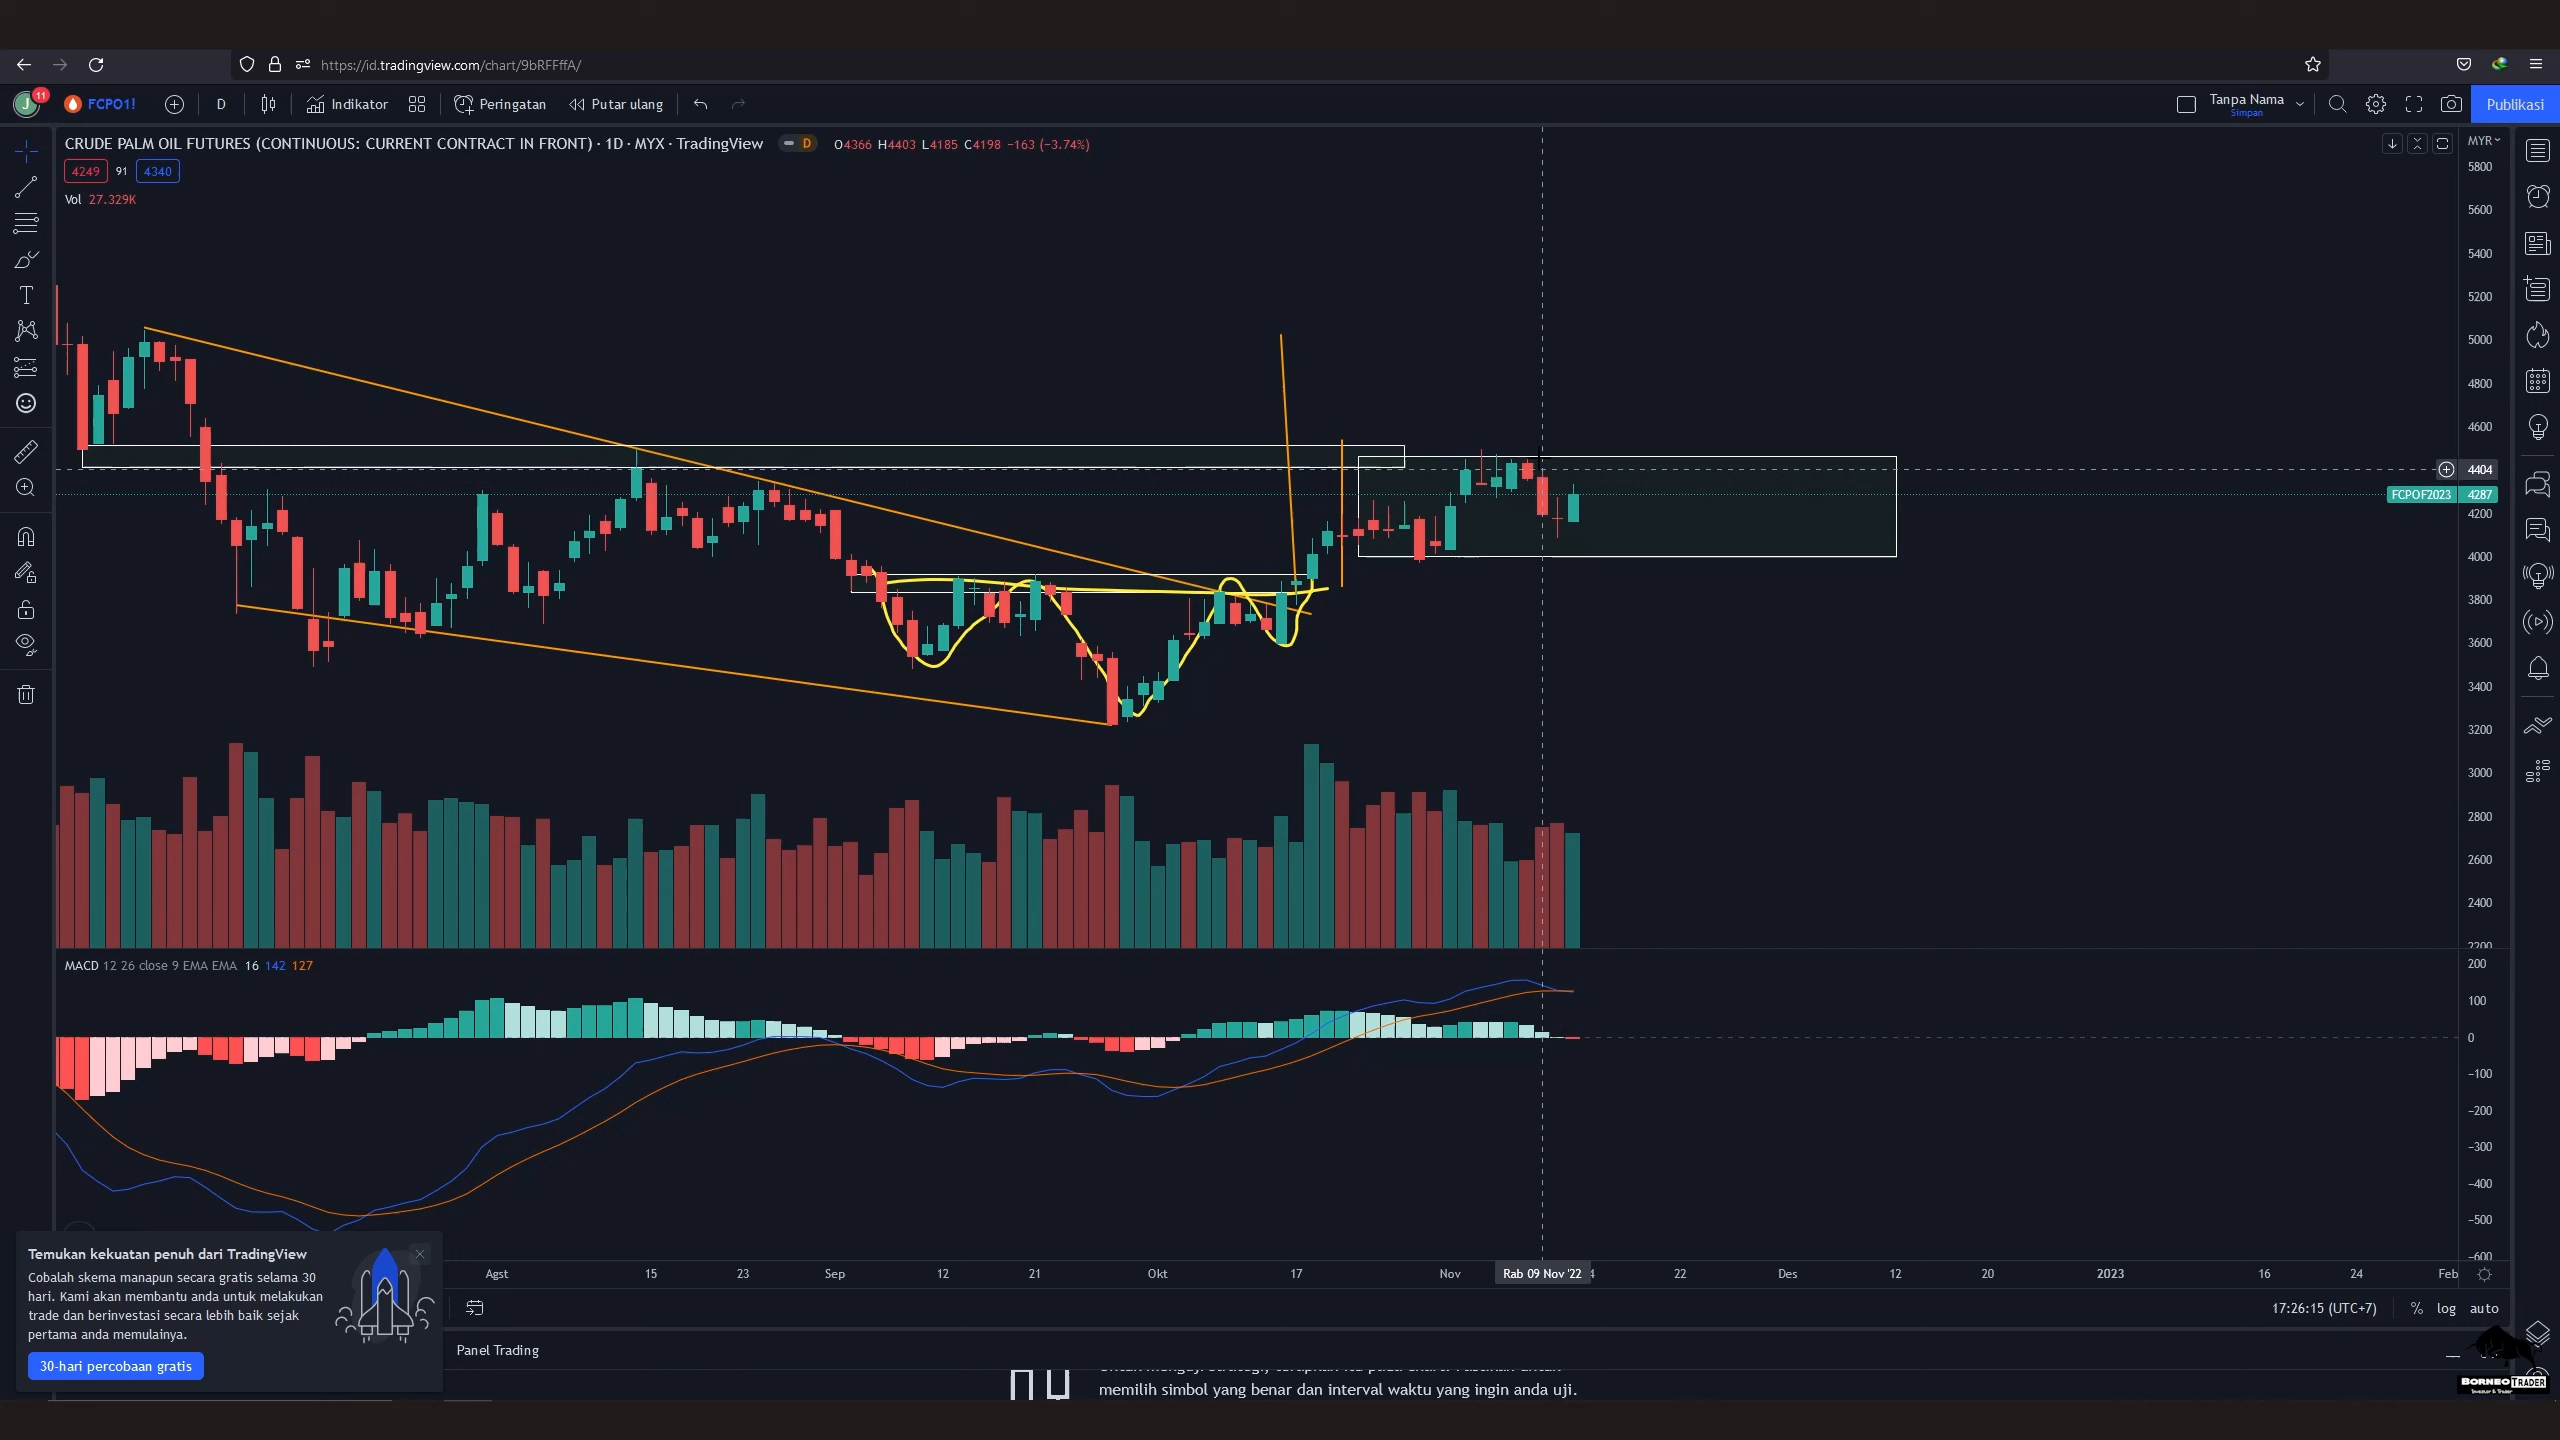 https://id.tradingview.com/chart/9bRFFffA/
J 11 FCPO1! D Indikator Peringatan Putar ulang Tanpa Nama Simpan Publikasi
CRUDE PALM OIL FUTURES (CONTINUOUS: CURRENT CONTRACT IN FRONT) · 1D · MYX · TradingView D O4366 H4403 L4185 C4198 −163 (−3.74%)
MYR
4249 91 4340
Vol 27.329K
5800
5600
5400
5200
5000
4800
4600
4404
FCPOF2023 4287
4200
4000
3800
3600
3400
3200
3000
2800
2600
2400
2200
MACD 12 26 close 9 EMA EMA 16 142 127
200
100
0
−100
−200
−300
−400
−500
−600
Agst 15 23 Sep 12 21 Okt 17 Nov Rab 09 Nov '22 22 Des 12 20 2023 16 24 Feb
Temukan kekuatan penuh dari TradingView
Cobalah skema manapun secara gratis selama 30
hari. Kami akan membantu anda untuk melakukan
trade dan berinvestasi secara lebih baik sejak
pertama anda memulainya.
30-hari percobaan gratis
17:26:15 (UTC+7) % log auto
Panel Trading
memilih simbol yang benar dan interval waktu yang ingin anda uji.
BORNEO TRADER